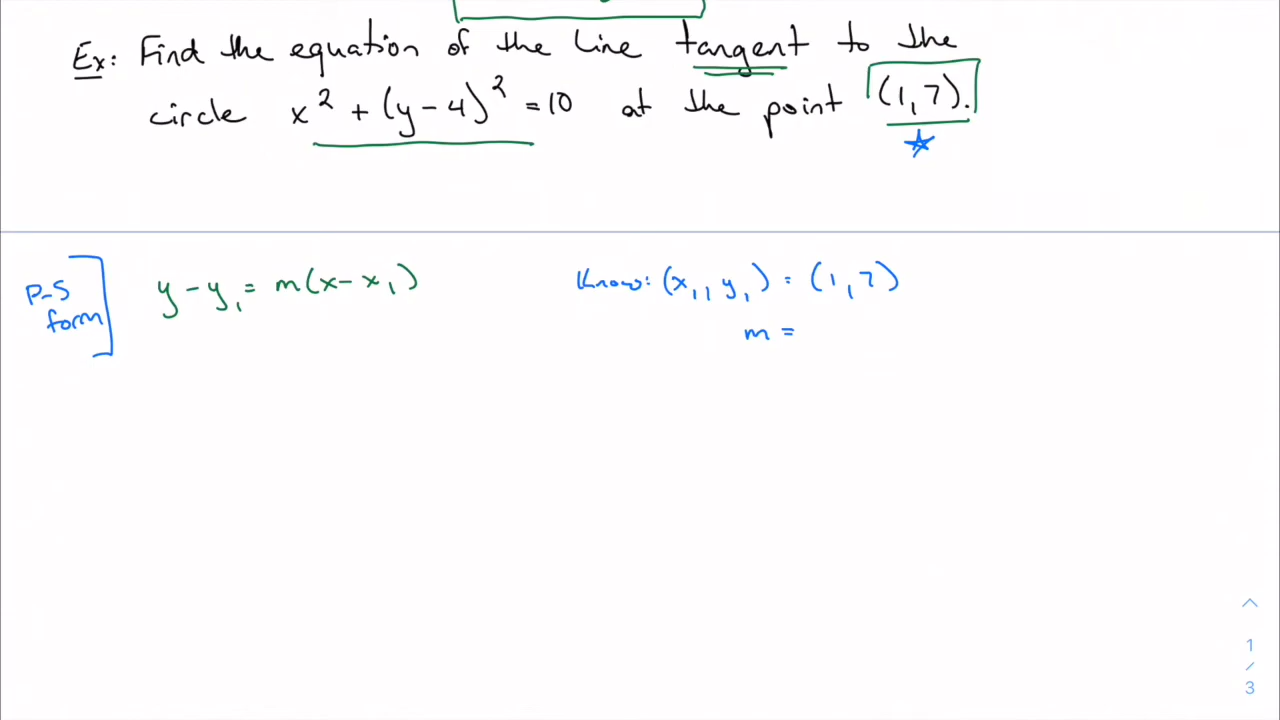 Ex: Find the equation of the line tangent to the
circle x² + (y - 4)² = 10 at the point (1, 7).
P-S form
y - y₁ = m(x - x₁)
Know: (x₁, y₁) = (1, 7)
m =
1
/
3